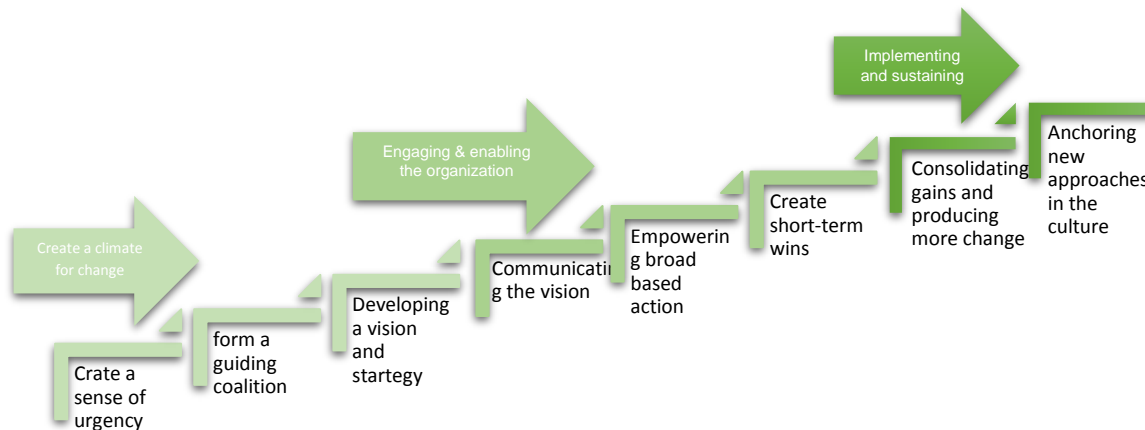 Implementing
and sustaining
Anchoring
new
approaches
in the
culture
Engaging & enabling
the organization
Consolidating
gains and
producing
more change
Create
short-term
wins
Empowerin
g broad
based
action
Create a climate
for change
Communicatin
g the vision
Developing
a vision
and
startegy
form a
guiding
coalition
Crate a
sense of
urgency